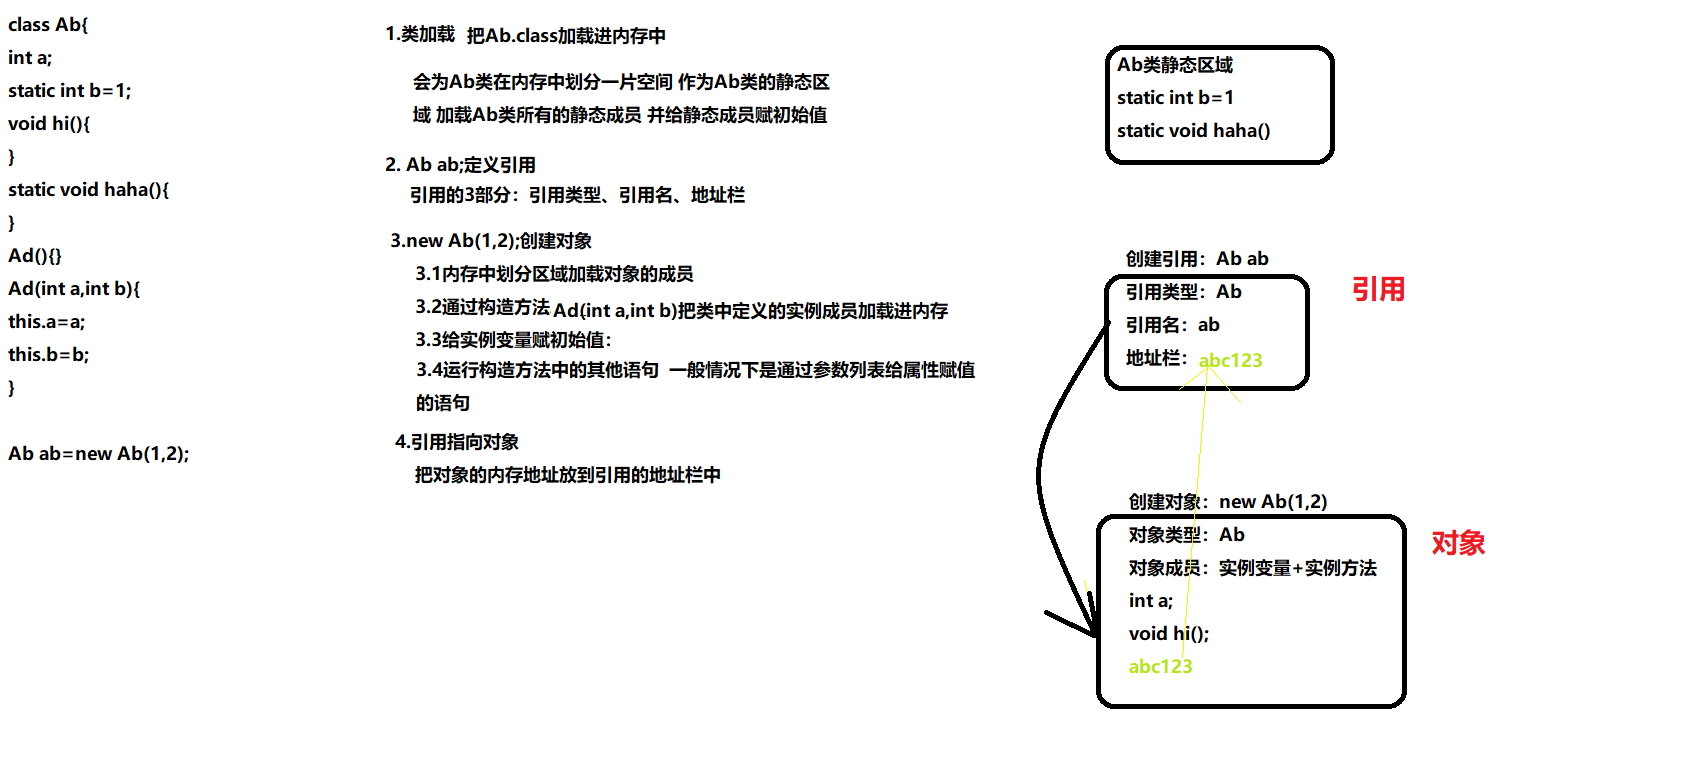 class Ab{
int a;
static int b=1;
void hi(){
}
static void haha(){
}
Ad(){}
Ad(int a,int b){
this.a=a;
this.b=b;
}
Ab ab=new Ab(1,2);
1.类加载 把Ab.class加载进内存中
会为Ab类在内存中划分一片空间 作为Ab类的静态区
域 加载Ab类所有的静态成员 并给静态成员赋初始值
2. Ab ab;定义引用
引用的3部分：引用类型、引用名、地址栏
3.new Ab(1,2);创建对象
3.1内存中划分区域加载对象的成员
3.2通过构造方法 Ad(int a,int b)把类中定义的实例成员加载进内存
3.3给实例变量赋初始值：
3.4运行构造方法中的其他语句 一般情况下是通过参数列表给属性赋值
的语句
4.引用指向对象
把对象的内存地址放到引用的地址栏中
Ab类静态区域
static int b=1
static void haha()
创建引用：Ab ab
引用类型：Ab
引用名：ab
地址栏：abc123
引用
创建对象：new Ab(1,2)
对象类型：Ab
对象成员：实例变量+实例方法
int a;
void hi();
abc123
对象